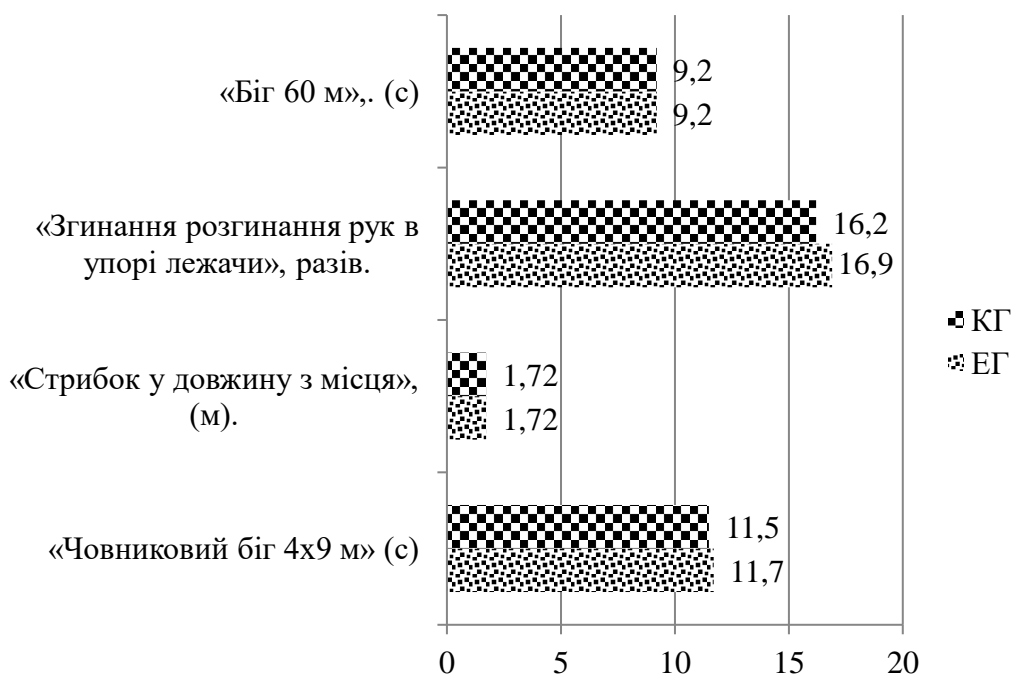 «Біг 60 м»,. (с)
9,2
9,2
«Згинання розгинання рук в
упорі лежачи», разів.
16,2
16,9
«Стрибок у довжину з місця»,
(м).
1,72
1,72
«Човниковий біг 4х9 м» (с)
11,5
11,7
КГ
ЕГ
0 5 10 15 20